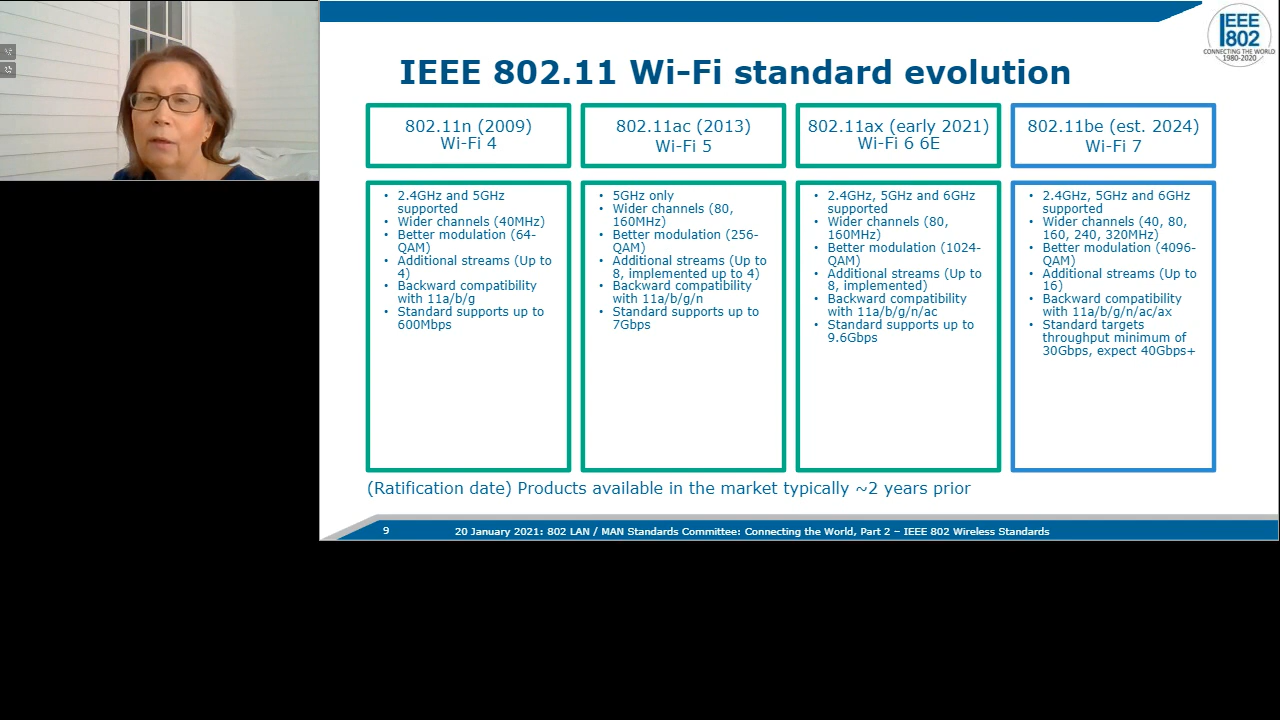 IEEE
802
CONNECTING THE WORLD
1980-2020
IEEE 802.11 Wi-Fi standard evolution
802.11n (2009)
Wi-Fi 4
• 2.4GHz and 5GHz
supported
• Wider channels (40MHz)
• Better modulation (64-
QAM)
• Additional streams (Up to
4)
• Backward compatibility
with 11a/b/g
• Standard supports up to
600Mbps
802.11ac (2013)
Wi-Fi 5
• 5GHz only
• Wider channels (80,
160MHz)
• Better modulation (256-
QAM)
• Additional streams (Up to
8, implemented up to 4)
• Backward compatibility
with 11a/b/g/n
• Standard supports up to
7Gbps
802.11ax (early 2021)
Wi-Fi 6 6E
• 2.4GHz, 5GHz and 6GHz
supported
• Wider channels (80,
160MHz)
• Better modulation (1024-
QAM)
• Additional streams (Up to
8, implemented)
• Backward compatibility
with 11a/b/g/n/ac
• Standard supports up to
9.6Gbps
802.11be (est. 2024)
Wi-Fi 7
• 2.4GHz, 5GHz and 6GHz
supported
• Wider channels (40, 80,
160, 240, 320MHz)
• Better modulation (4096-
QAM)
• Additional streams (Up to
16)
• Backward compatibility
with 11a/b/g/n/ac/ax
• Standard targets
throughput minimum of
30Gbps, expect 40Gbps+
(Ratification date) Products available in the market typically ~2 years prior
9
20 January 2021: 802 LAN / MAN Standards Committee: Connecting the World, Part 2 – IEEE 802 Wireless Standards